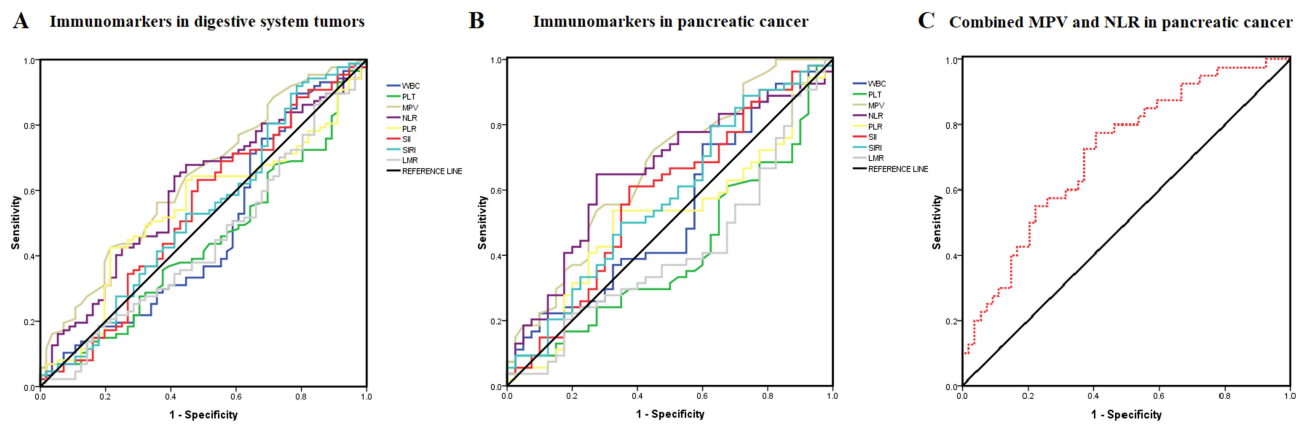 A Immunomarkers in digestive system tumors
1.0
0.8
0.6
0.4
0.2
0.0
Sensitivity
0.0 0.2 0.4 0.6 0.8 1.0
1 - Specificity
WBC
PLT
MPV
NLR
PLR
SII
SIRI
LMR
REFERENCE LINE
B Immunomarkers in pancreatic cancer
1.0
0.8
0.6
0.4
0.2
0.0
Sensitivity
0.0 0.2 0.4 0.6 0.8 1.0
1 - Specificity
WBC
PLT
MPV
NLR
PLR
SII
SIRI
LMR
REFERENCE LINE
C Combined MPV and NLR in pancreatic cancer
1.0
0.8
0.6
0.4
0.2
0.0
Sensitivity
0.0 0.2 0.4 0.6 0.8 1.0
1 - Specificity